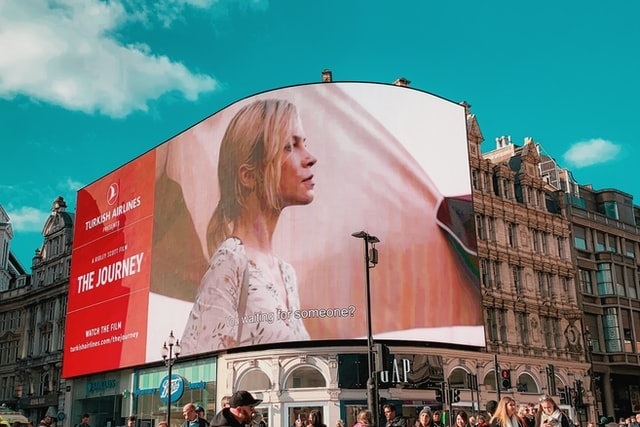 TURKISH AIRLINES
PRESENTS
A RIDLEY SCOTT FILM
THE JOURNEY
WATCH THE FILM
turkishairlines.com/thejourney
waiting for someone?
Boots
GAP